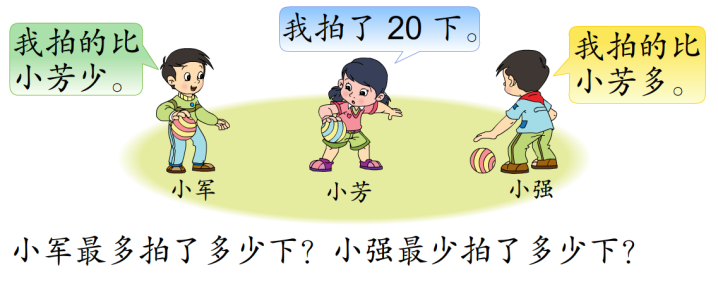 我拍的比
小芳少。
我拍了 20 下。
我拍的比
小芳多。
小军
小芳
小强
小军最多拍了多少下？小强最少拍了多少下？